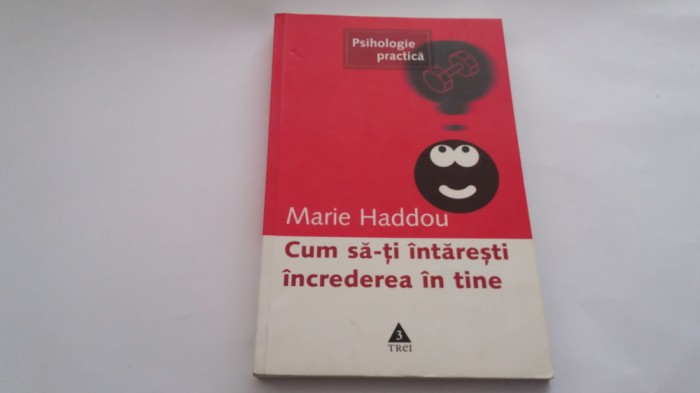 Psihologie
practică
Marie Haddou
Cum să-ți întărești
încrederea în tine
3
TREI